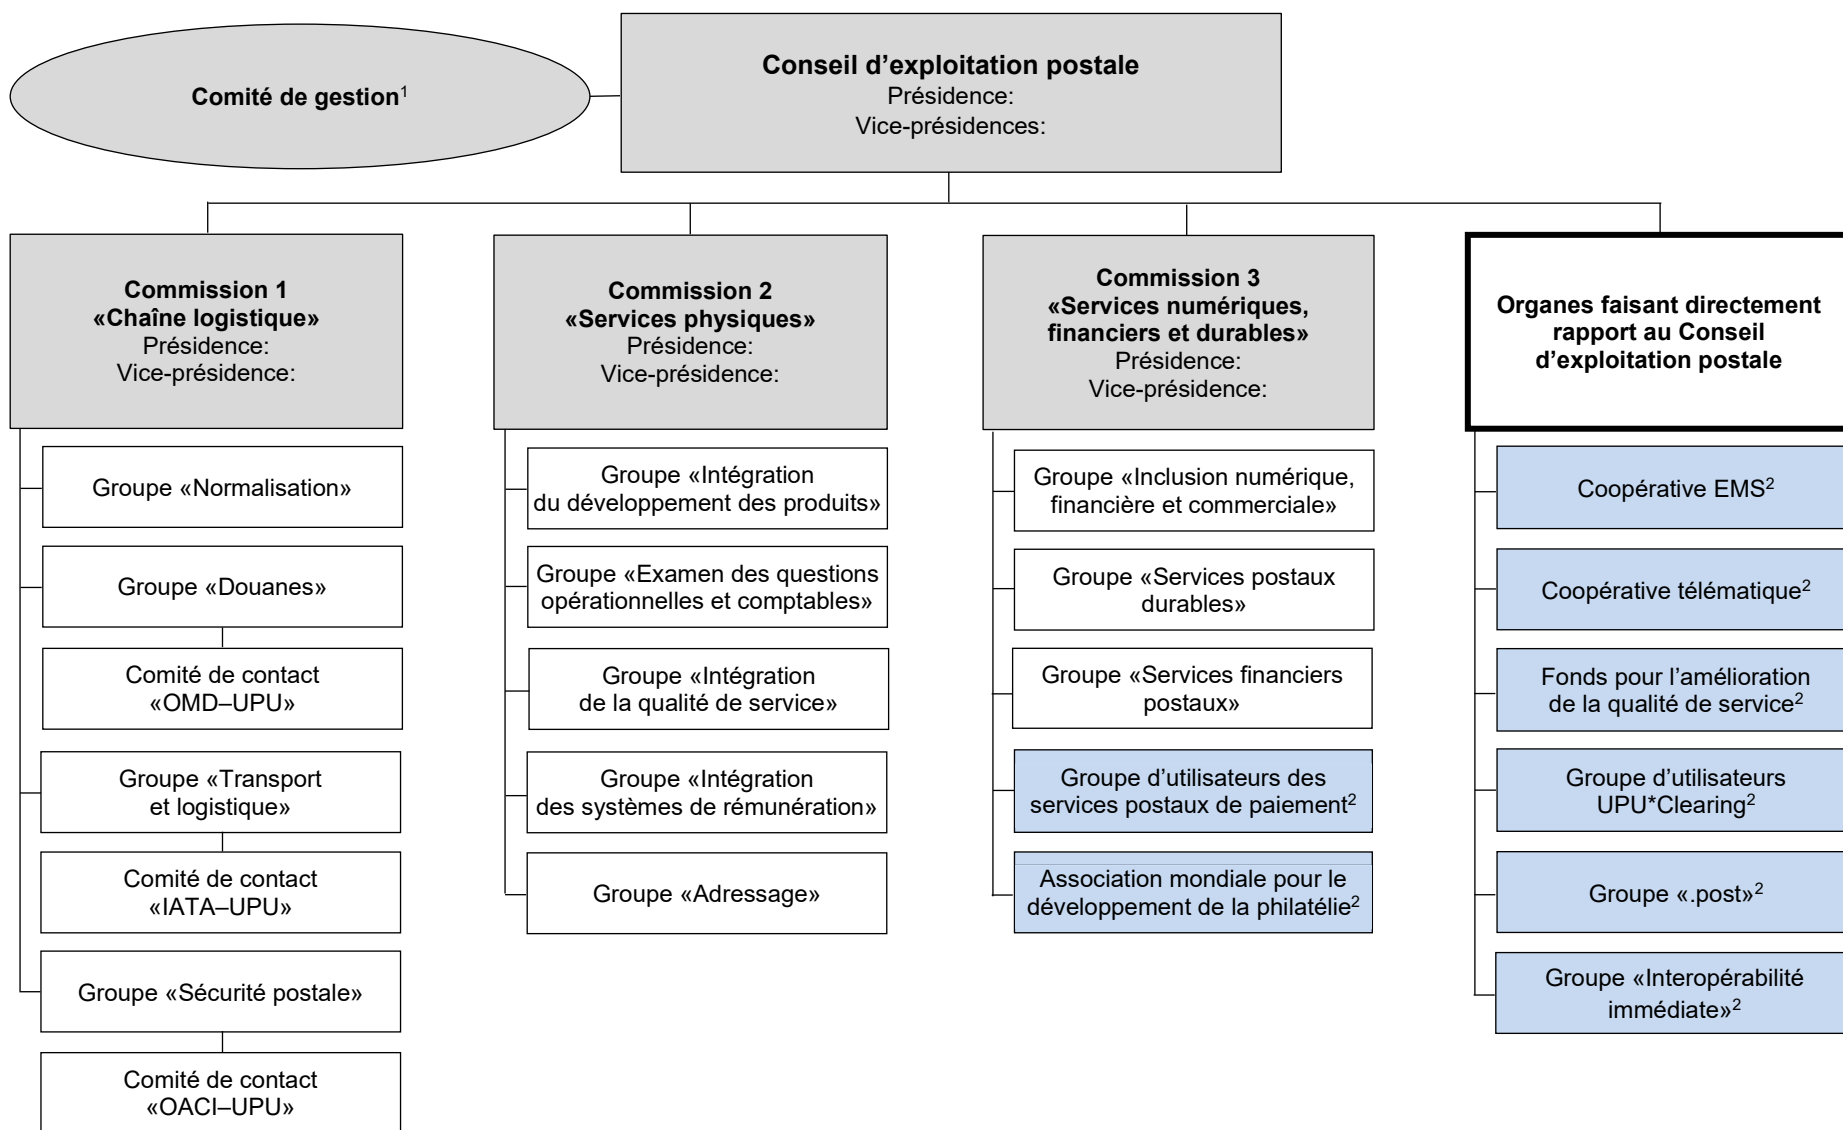 Comité de gestion¹
Conseil d’exploitation postale
Présidence:
Vice-présidences:
Commission 1
«Chaîne logistique»
Présidence:
Vice-présidence:
Groupe «Normalisation»
Groupe «Douanes»
Comité de contact
«OMD–UPU»
Groupe «Transport
et logistique»
Comité de contact
«IATA–UPU»
Groupe «Sécurité postale»
Comité de contact
«OACI–UPU»
Commission 2
«Services physiques»
Présidence:
Vice-présidence:
Groupe «Intégration
du développement des produits»
Groupe «Examen des questions
opérationnelles et comptables»
Groupe «Intégration
de la qualité de service»
Groupe «Intégration
des systèmes de rémunération»
Groupe «Adressage»
Commission 3
«Services numériques,
financiers et durables»
Présidence:
Vice-présidence:
Groupe «Inclusion numérique,
financière et commerciale»
Groupe «Services postaux
durables»
Groupe «Services financiers
postaux»
Groupe d’utilisateurs des
services postaux de paiement²
Association mondiale pour le
développement de la philatélie²
Organes faisant directement
rapport au Conseil
d’exploitation postale
Coopérative EMS²
Coopérative télématique²
Fonds pour l’amélioration
de la qualité de service²
Groupe d’utilisateurs
UPU*Clearing²
Groupe «.post»²
Groupe «Interopérabilité
immédiate»²